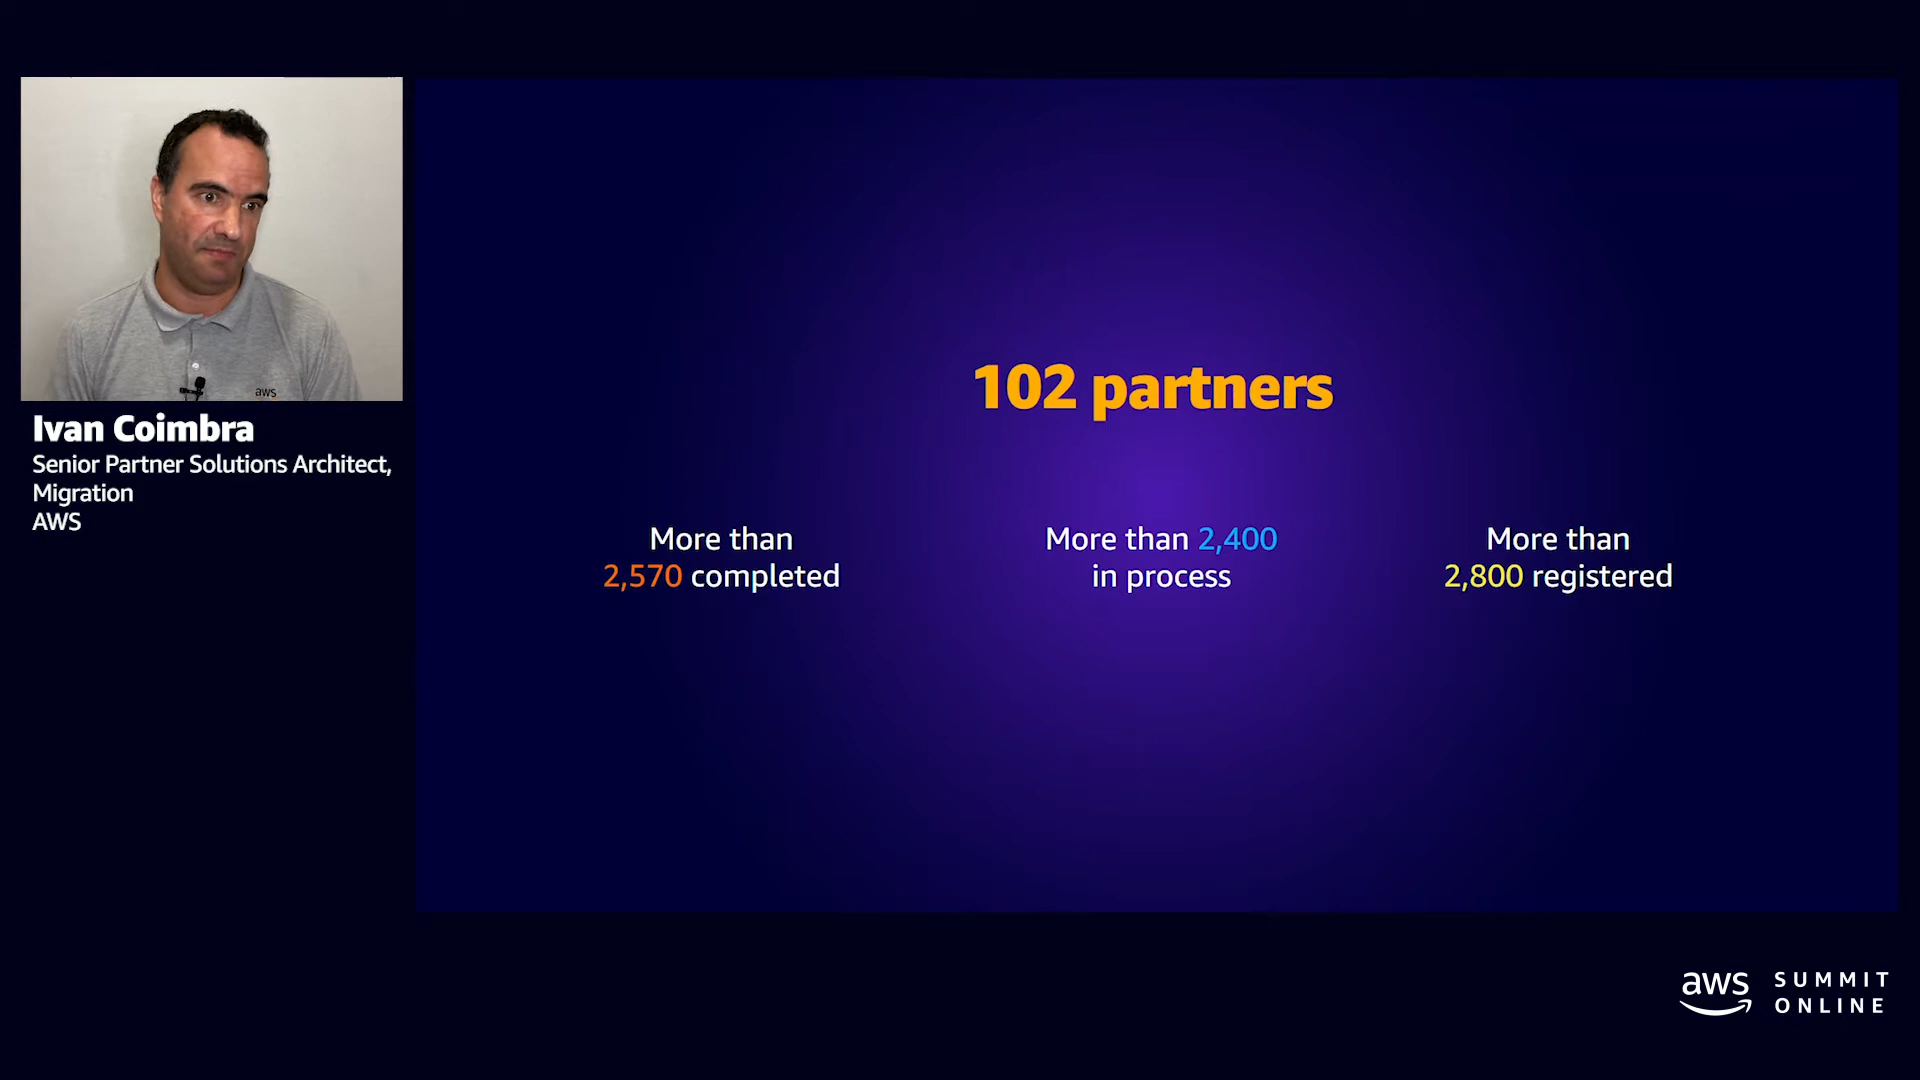 aws
Ivan Coimbra
Senior Partner Solutions Architect,
Migration
AWS
102 partners
More than
2,570 completed
More than 2,400
in process
More than
2,800 registered
aws
SUMMIT
ONLINE